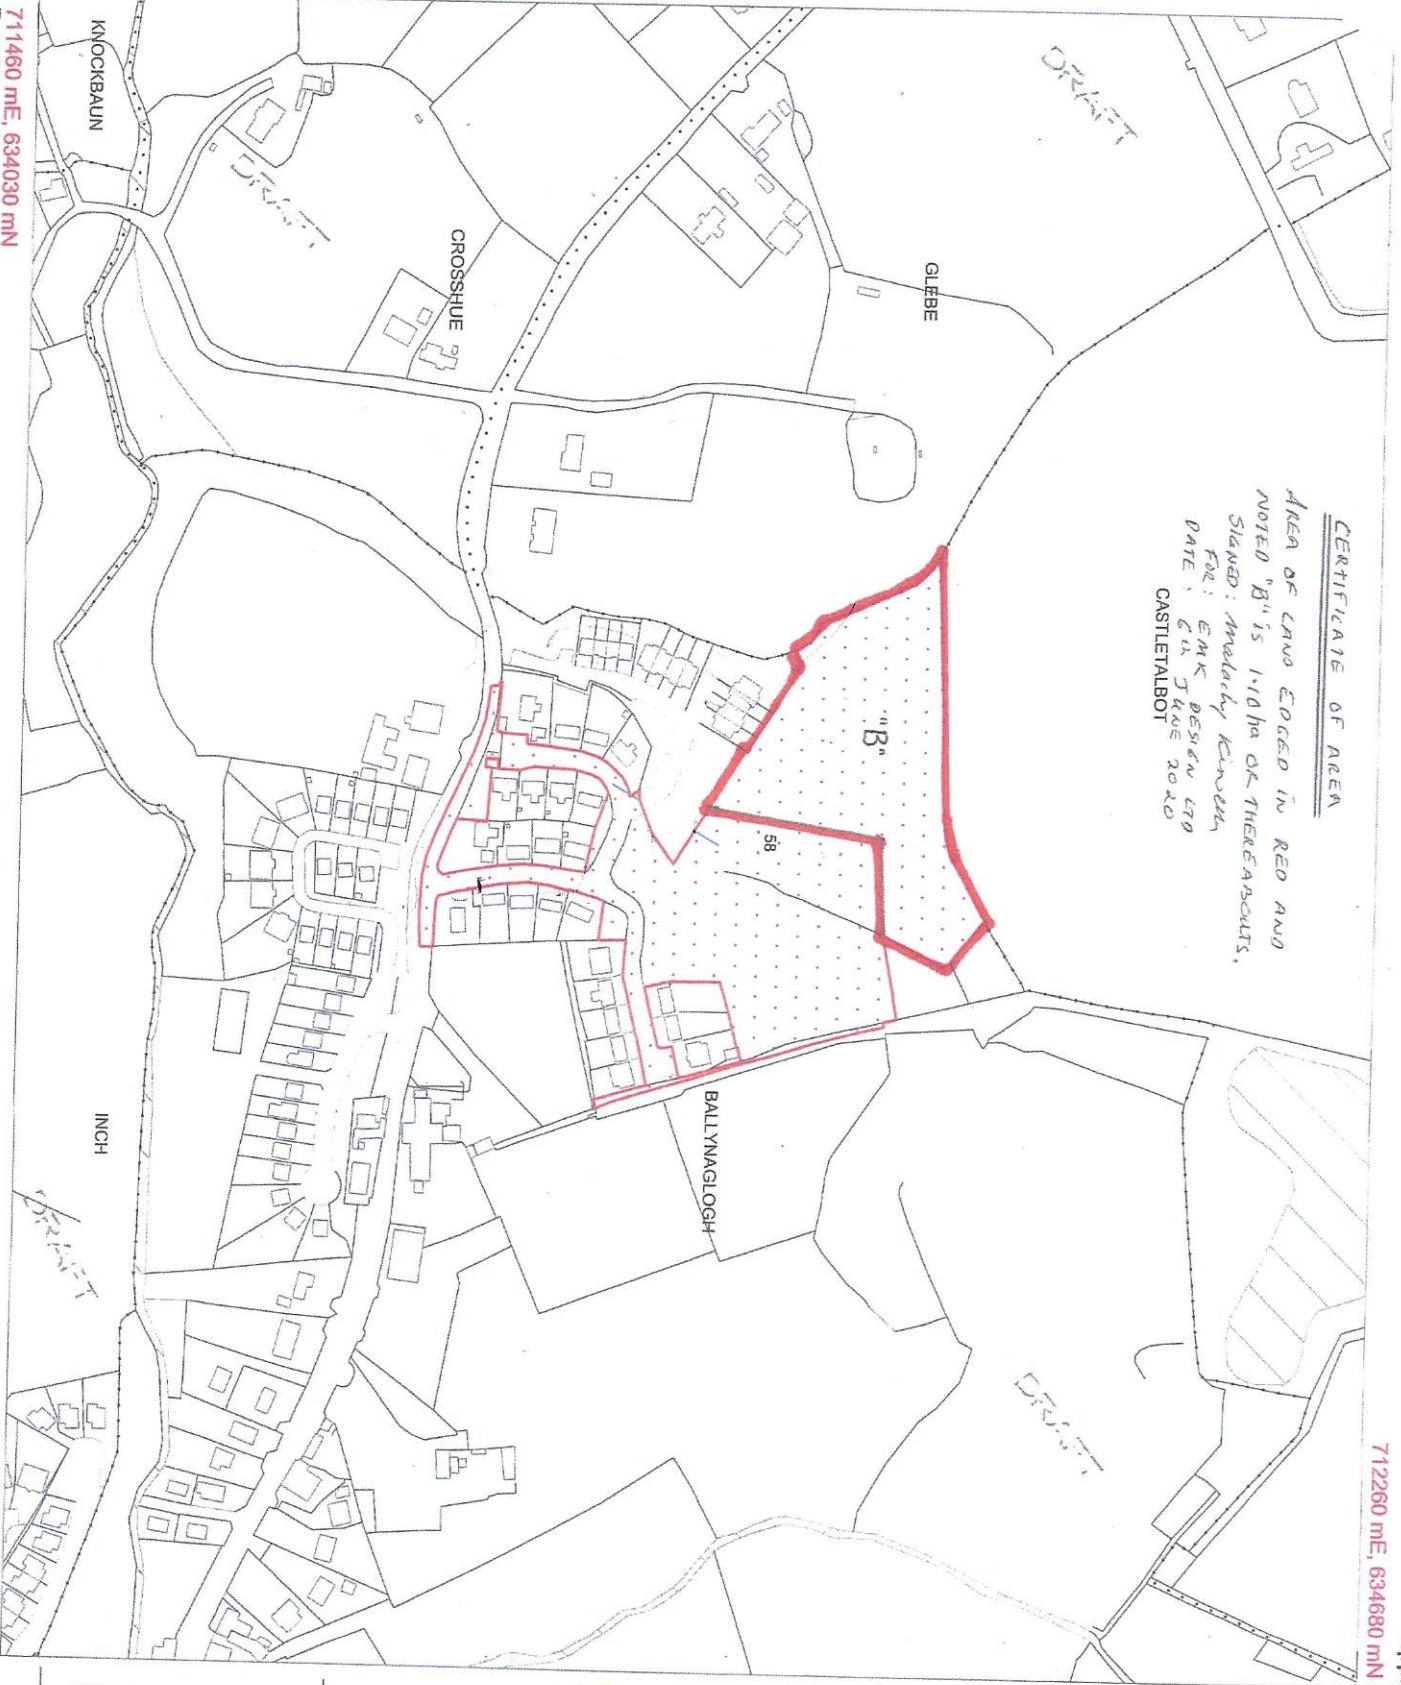 712260 mE, 634680 mN
CERTIFICATE OF AREA
AREA OF LAND EDGED IN RED AND
NOTED "B" is 1.10 ha OR THEREABOUTS.
SIGNED: Malachy Kinsella
FOR: EMK DESIGN LTD
DATE: 6th JUNE 2020
CASTLETALBOT
DRAFT
GLEBE
"B"
58
DRAFT
BALLYNAGLOGH
CROSSHUE
DRAFT
KNOCKBAUN
INCH
DRAFT
711460 mE, 634030 mN